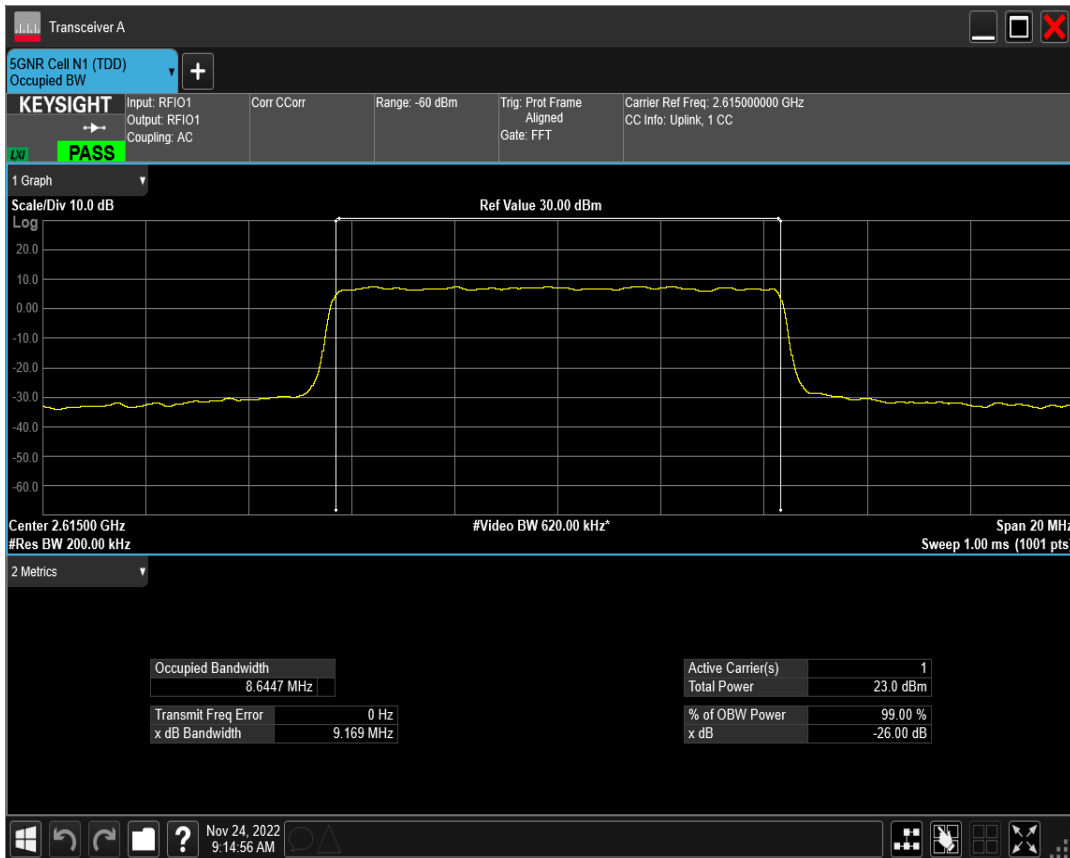 Transceiver A
5GNR Cell N1 (TDD)
Occupied BW
+
KEYSIGHT
LXI
PASS
Input: RFIO1
Output: RFIO1
Coupling: AC
Corr CCorr
Range: -60 dBm
Trig: Prot Frame
Aligned
Gate: FFT
Carrier Ref Freq: 2.615000000 GHz
CC Info: Uplink, 1 CC
1 Graph
Scale/Div 10.0 dB
Ref Value 30.00 dBm
Log
20.0
10.0
0.00
-10.0
-20.0
-30.0
-40.0
-50.0
-60.0
Center 2.61500 GHz
#Video BW 620.00 kHz*
Span 20 MHz
#Res BW 200.00 kHz
Sweep 1.00 ms (1001 pts)
2 Metrics
Occupied Bandwidth
8.6447 MHz
Transmit Freq Error 0 Hz
x dB Bandwidth 9.169 MHz
Active Carrier(s) 1
Total Power 23.0 dBm
% of OBW Power 99.00 %
x dB -26.00 dB
?
Nov 24, 2022
9:14:56 AM